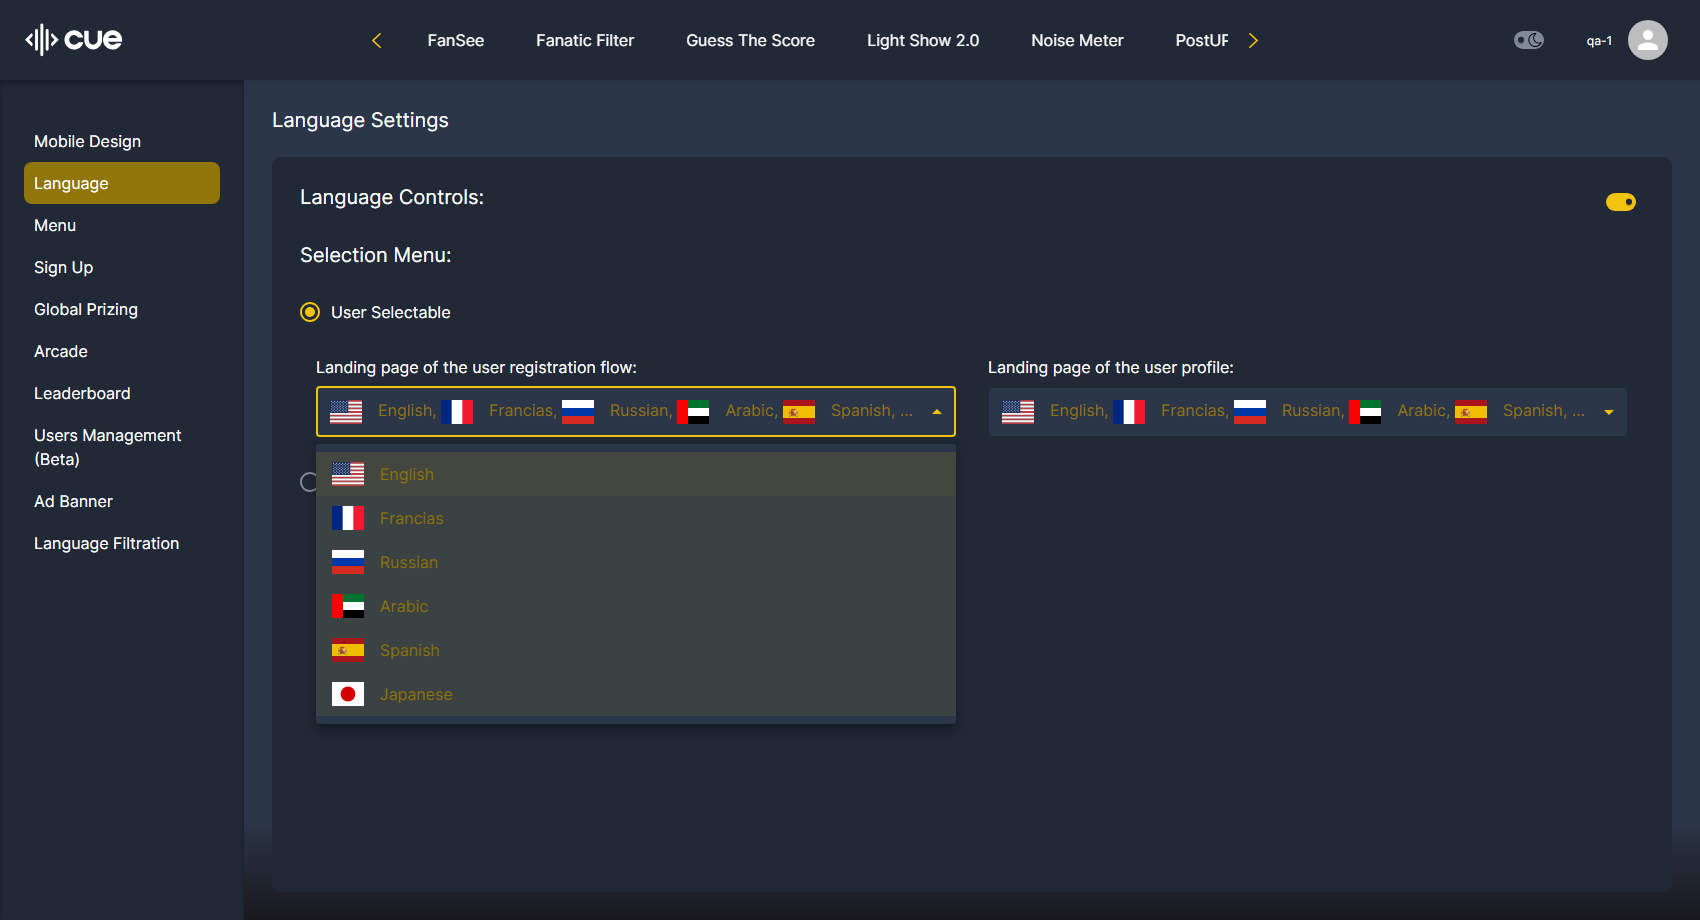 cue
FanSee
Fanatic Filter
Guess The Score
Light Show 2.0
Noise Meter
PostUF
qa-1
Mobile Design
Language
Menu
Sign Up
Global Prizing
Arcade
Leaderboard
Users Management
(Beta)
Ad Banner
Language Filtration
Language Settings
Language Controls:
Selection Menu:
User Selectable
Landing page of the user registration flow:
English, Francias, Russian, Arabic, Spanish, ...
Landing page of the user profile:
English, Francias, Russian, Arabic, Spanish, ...
English
Francias
Russian
Arabic
Spanish
Japanese